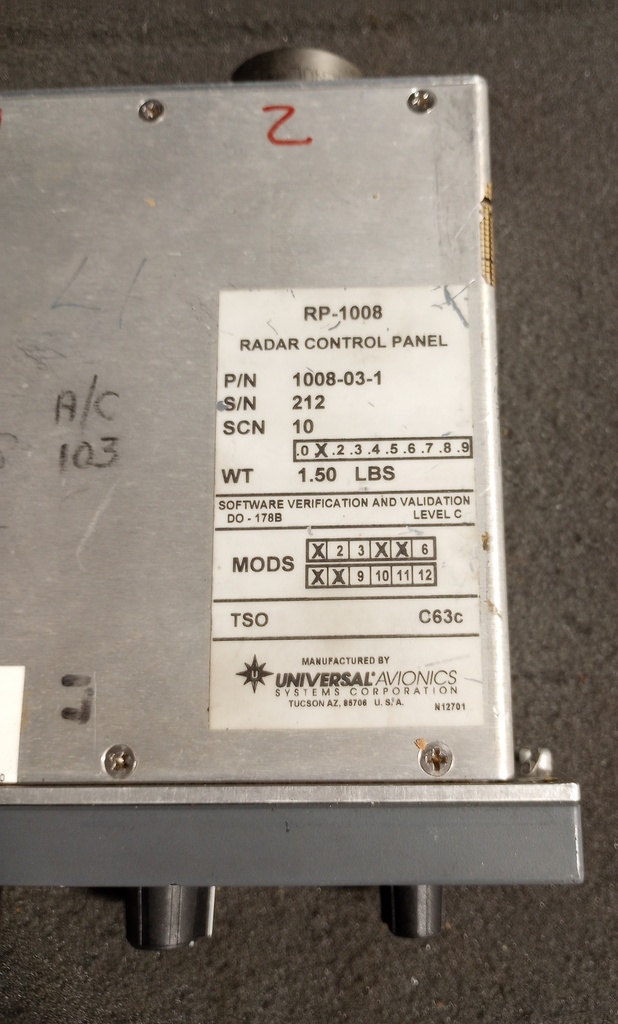 2
RP-1008
RADAR CONTROL PANEL
P/N 1008-03-1
S/N 212
SCN 10
.0 X .2 .3 .4 .5 .6 .7 .8 .9
WT 1.50 LBS
SOFTWARE VERIFICATION AND VALIDATION
DO - 178B LEVEL C
MODS X 2 3 X X 6
X X 9 10 11 12
TSO C63c
MANUFACTURED BY
U UNIVERSAL AVIONICS
SYSTEMS CORPORATION
TUCSON AZ, 85706 U.S.A.
N12701
A/C
103